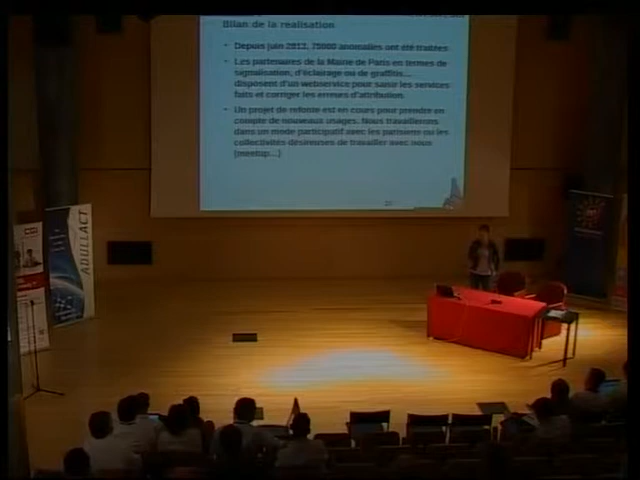 Bilan de la realisation
- Depuis juin 2013, 75000 anomalies ont été traitées
- Les partenaires de la Mairie de Paris en termes de
signalisation, d'éclairage ou de graffitis...
disposent d'un webservice pour saisir les services
faits et corriger les erreurs d'attribution.
- Un projet de refonte est en cours pour prendre en
compte de nouveaux usages. Nous travaillerons
dans un mode participatif avec les parisiens ou les
collectivités désireuses de travailler avec nous
(meetup...)
ADULLACT